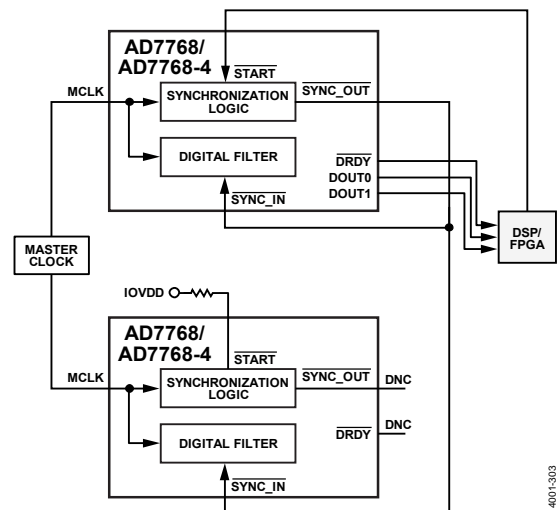 AD7768/
AD7768-4
START
MCLK
SYNCHRONIZATION
LOGIC
SYNC_OUT
DIGITAL FILTER
DRDY
DOUT0
DOUT1
SYNC_IN
DSP/
FPGA
MASTER
CLOCK
IOVDD
AD7768/
AD7768-4
START
MCLK
SYNCHRONIZATION
LOGIC
SYNC_OUT
DNC
DIGITAL FILTER
DRDY
DNC
SYNC_IN
4001-303